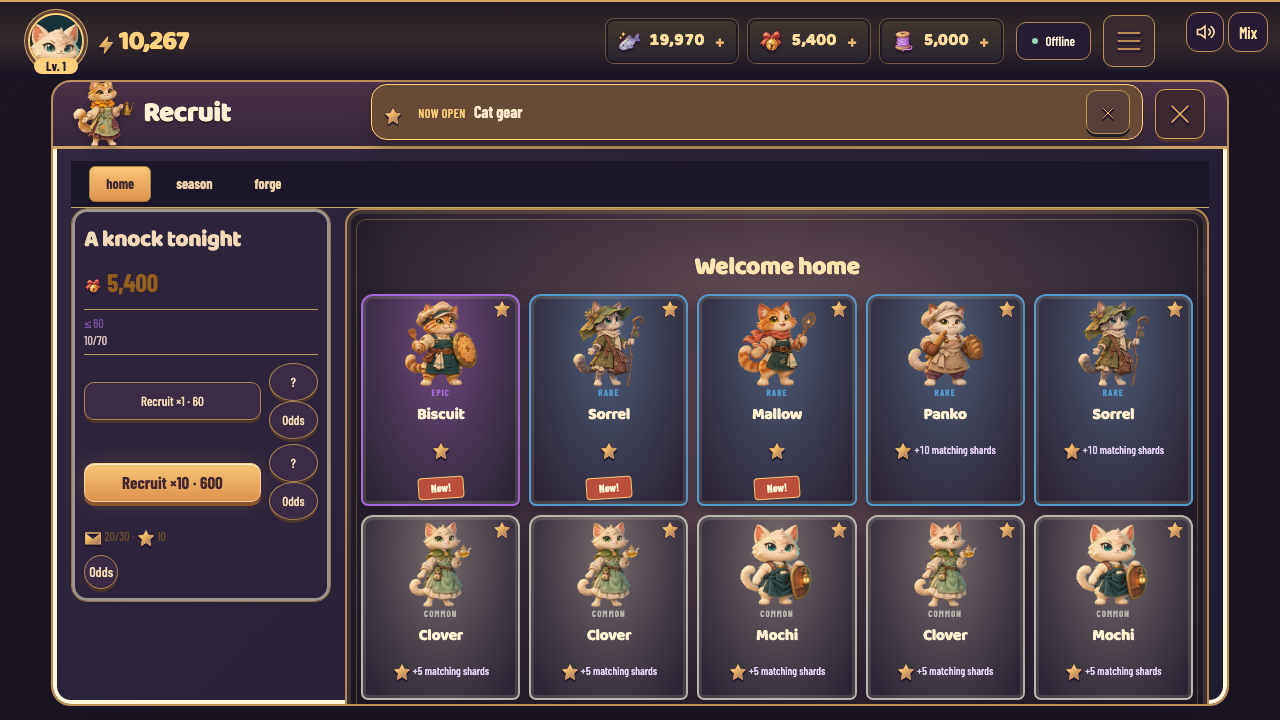 Lv. 1
10,267
19,970 +
5,400 +
5,000 +
Offline
Mix
Recruit
NOW OPEN Cat gear
home
season
forge
A knock tonight
5,400
≤ 60
10/70
Recruit ×1 · 60
?
Odds
Recruit ×10 · 600
?
Odds
20/30 · 10
Odds
Welcome home
EPIC
Biscuit
New!
RARE
Sorrel
New!
RARE
Mallow
New!
RARE
Panko
+10 matching shards
RARE
Sorrel
+10 matching shards
COMMON
Clover
+5 matching shards
COMMON
Clover
+5 matching shards
COMMON
Mochi
+5 matching shards
COMMON
Clover
+5 matching shards
COMMON
Mochi
+5 matching shards